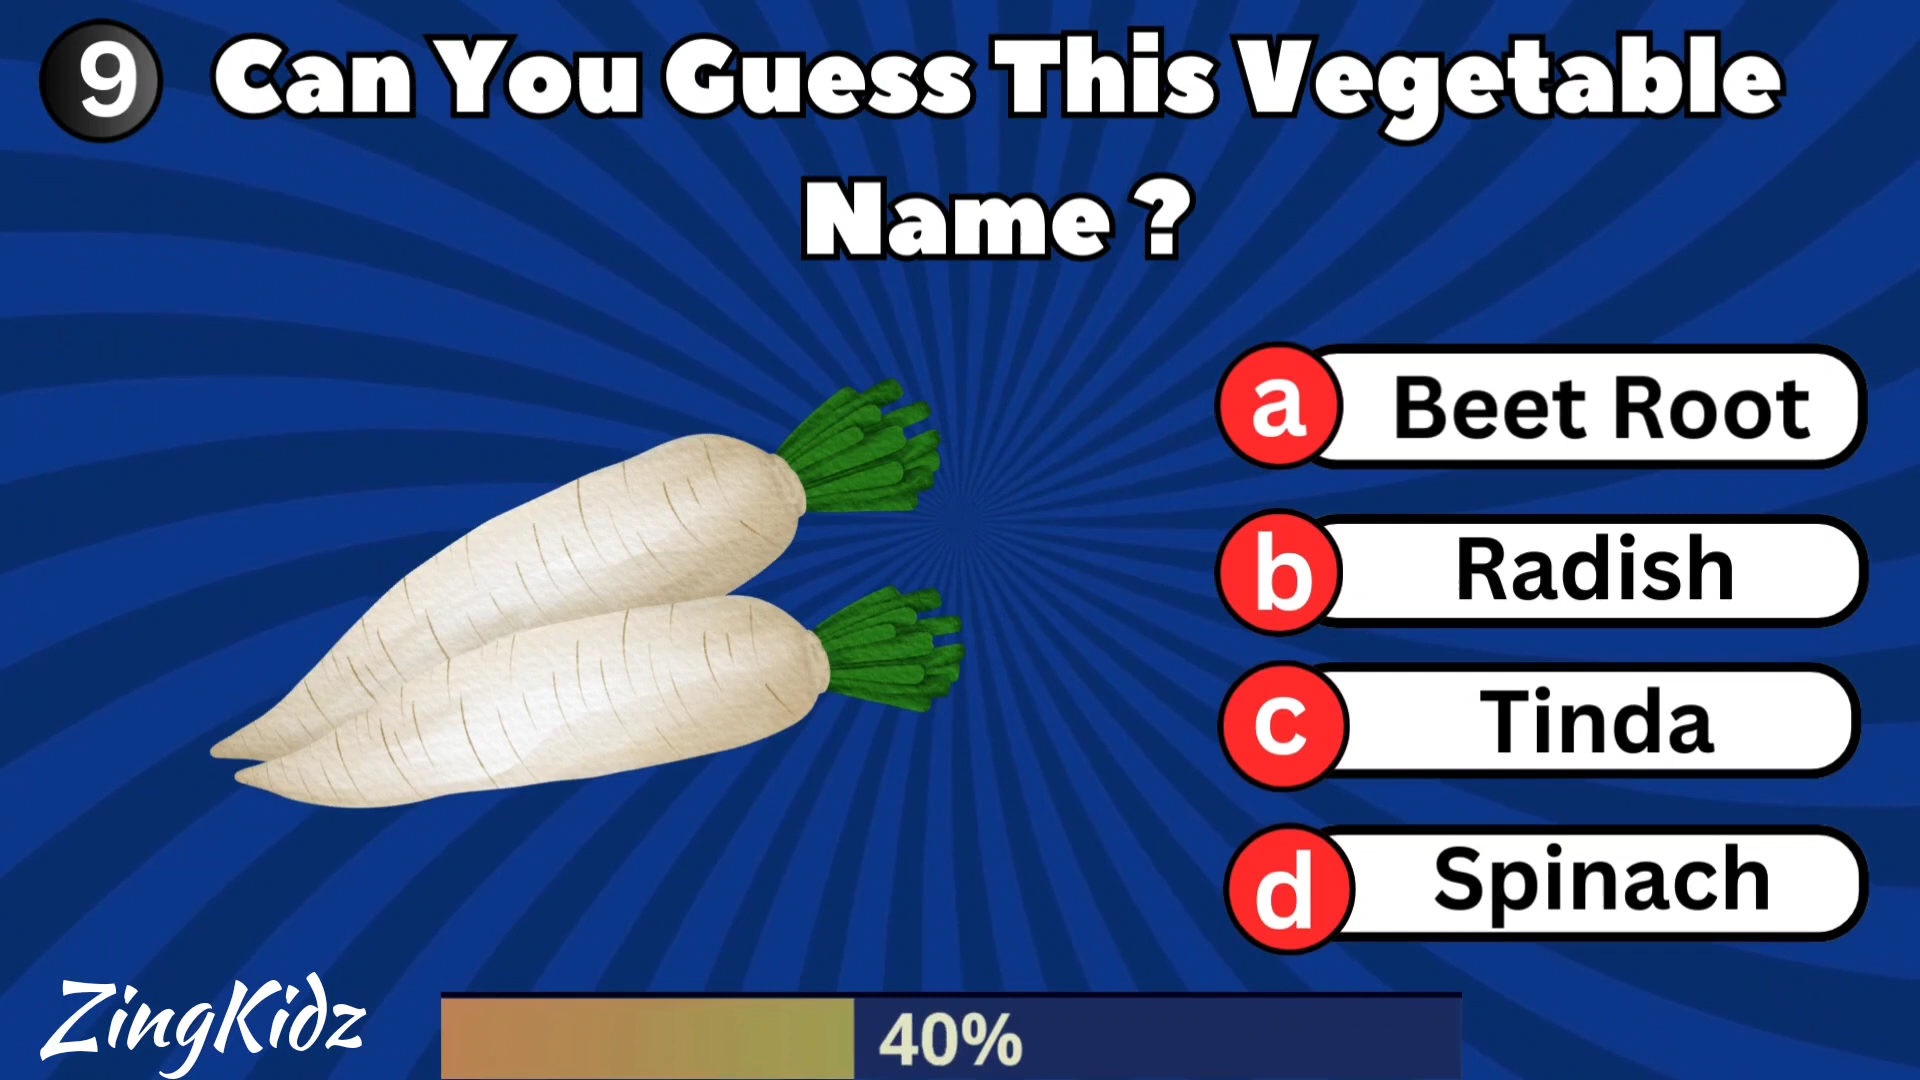 9 Can You Guess This Vegetable
Name ?
a Beet Root
b Radish
c Tinda
d Spinach
ZingKidz
40%